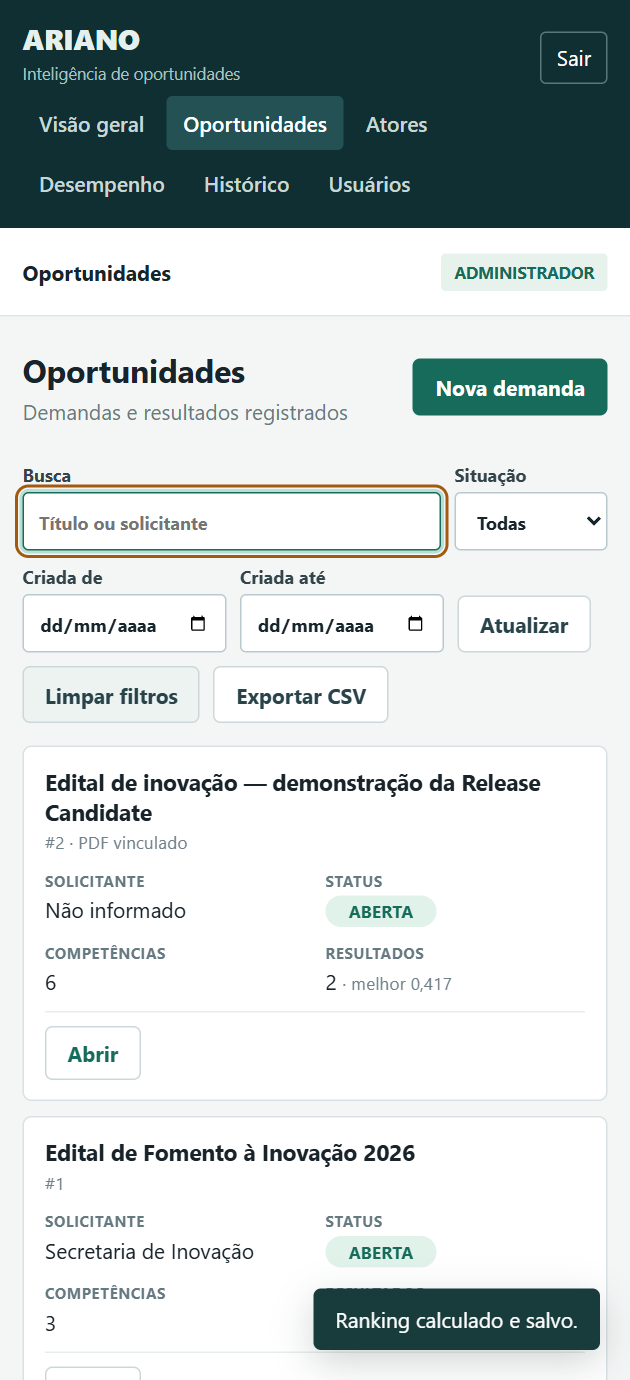 ARIANO
Inteligência de oportunidades
Sair
Visão geral
Oportunidades
Atores
Desempenho
Histórico
Usuários
Oportunidades
ADMINISTRADOR
Oportunidades
Demandas e resultados registrados
Nova demanda
Busca
Situação
Título ou solicitante
Todas
Criada de
Criada até
dd/mm/aaaa
dd/mm/aaaa
Atualizar
Limpar filtros
Exportar CSV
Edital de inovação — demonstração da Release
Candidate
#2 · PDF vinculado
SOLICITANTE
STATUS
Não informado
ABERTA
COMPETÊNCIAS
RESULTADOS
6
2 · melhor 0,417
Abrir
Edital de Fomento à Inovação 2026
#1
SOLICITANTE
STATUS
Secretaria de Inovação
ABERTA
COMPETÊNCIAS
3
Ranking calculado e salvo.